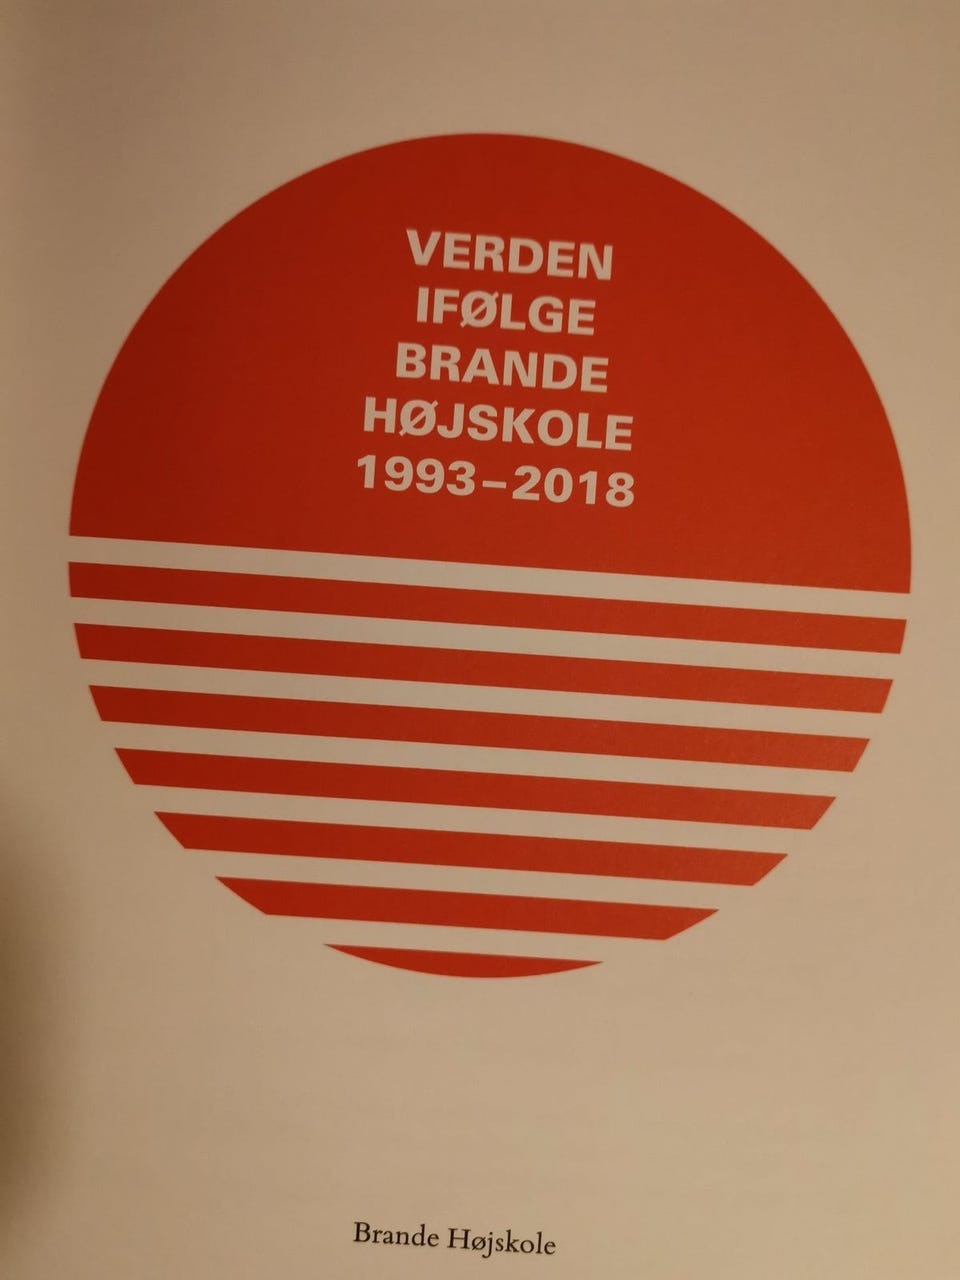 VERDEN
IFØLGE
BRANDE
HØJSKOLE
1993–2018
Brande Højskole